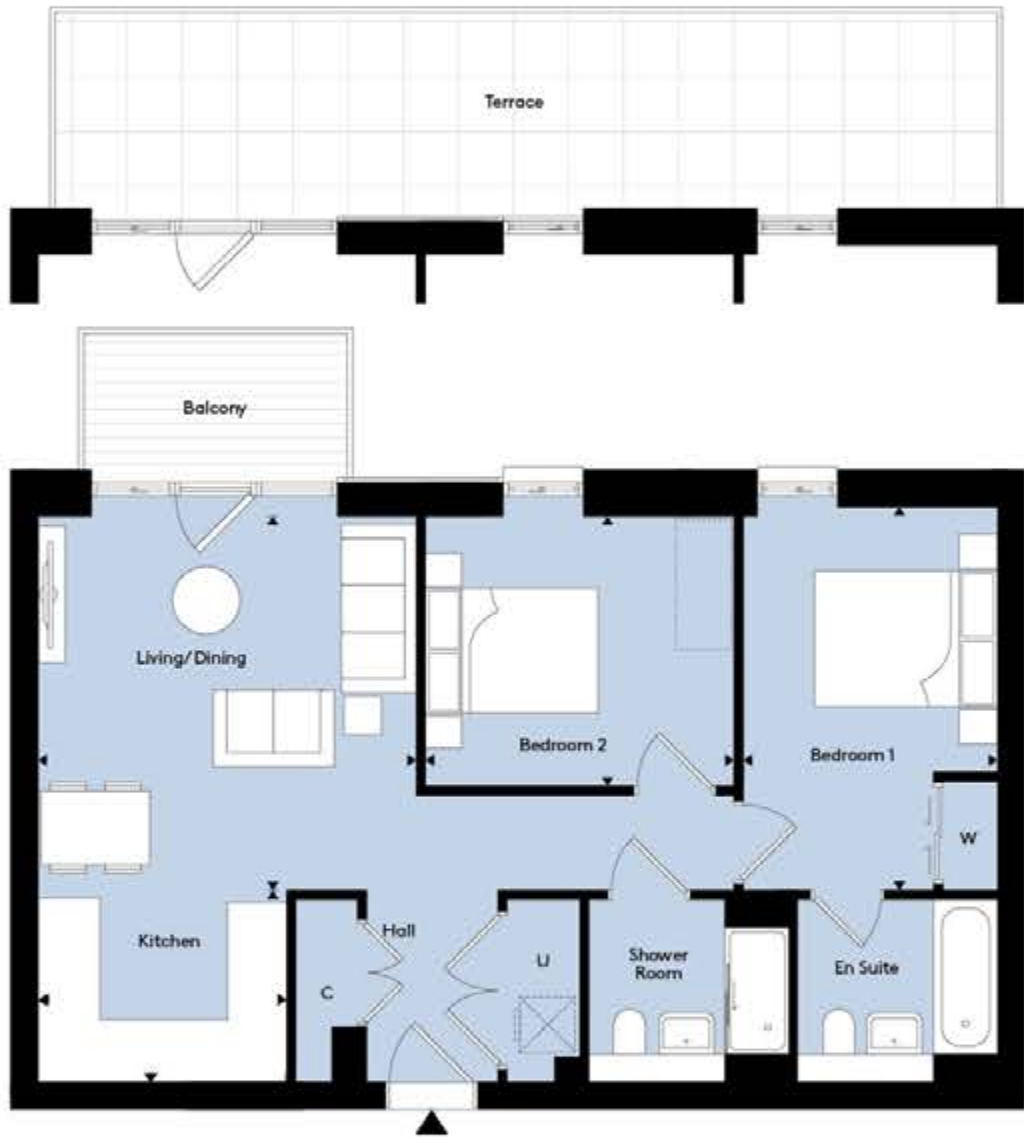 Terrace
Balcony
Living/Dining
Bedroom 2
Bedroom 1
W
Kitchen
Hall
C
U
Shower
Room
En Suite